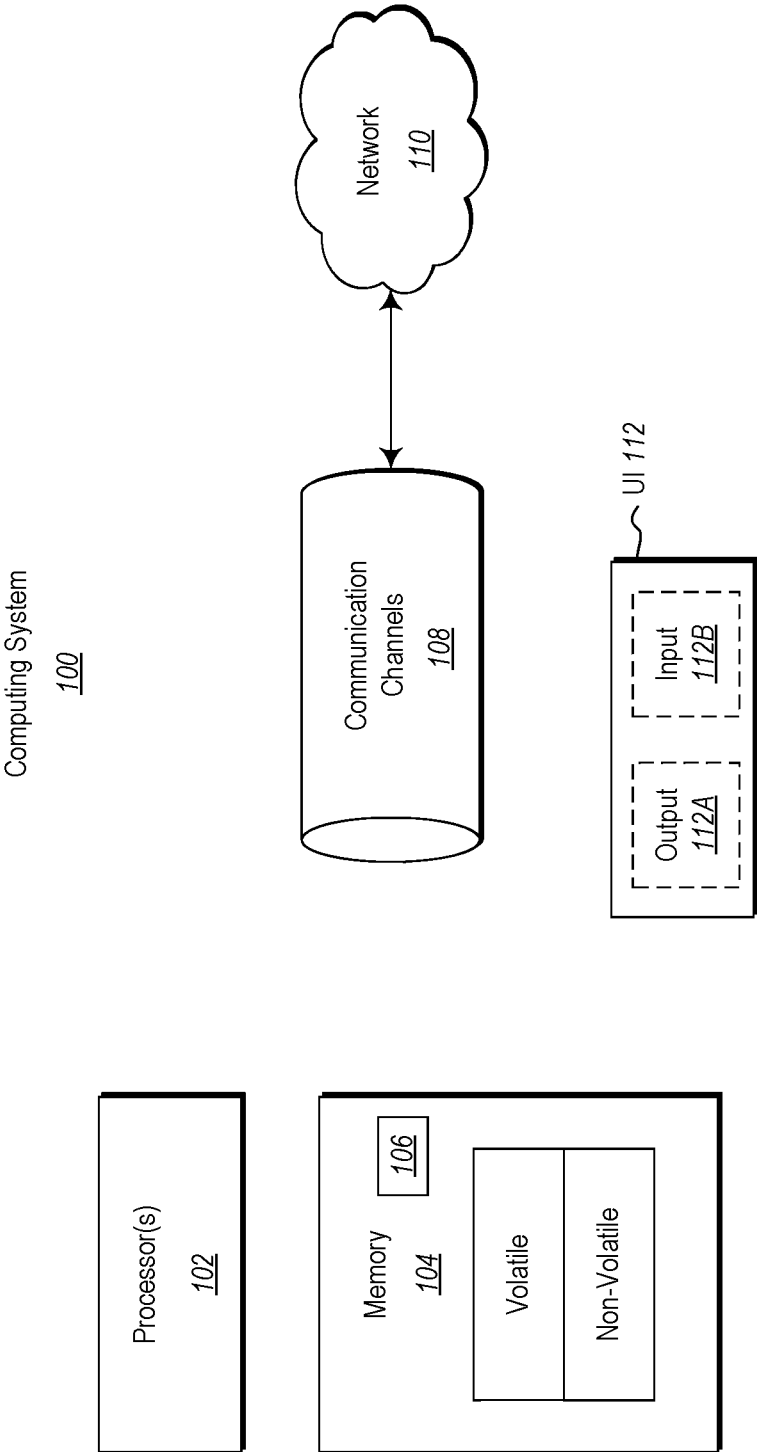 Computing System
100
Processor(s)
102
Memory
104
106
Volatile
Non-Volatile
Communication
Channels
108
Network
110
UI 112
Output
112A
Input
112B